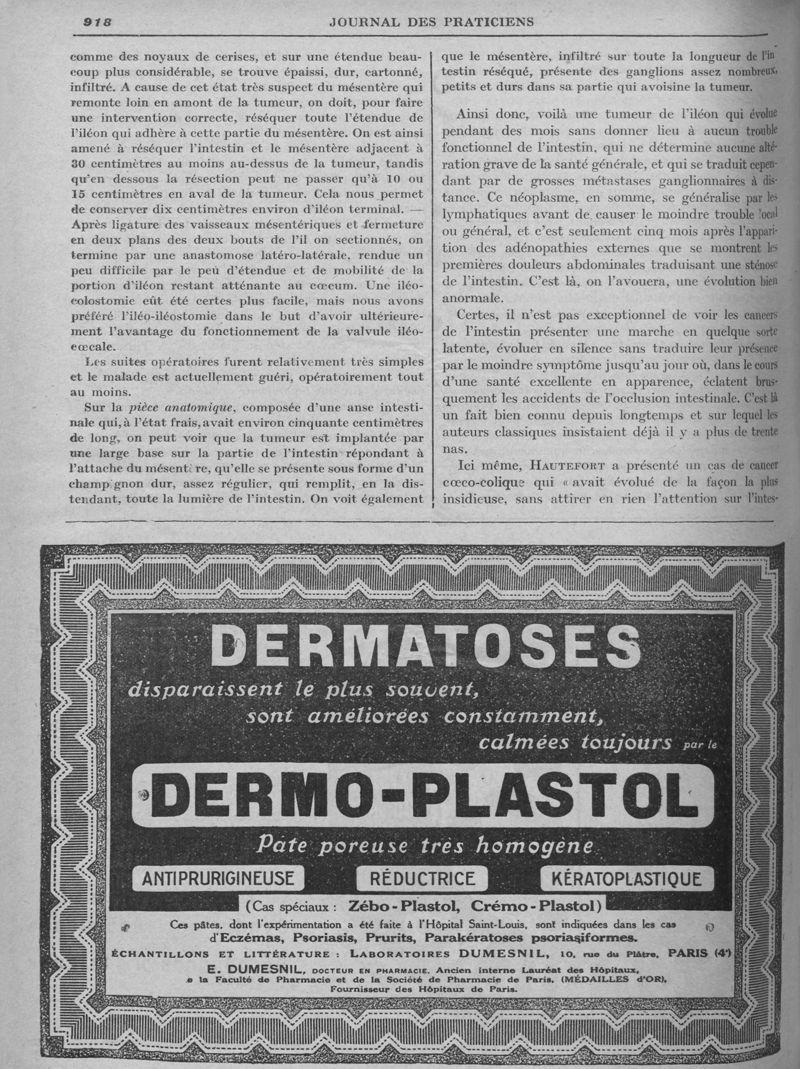 918
JOURNAL DES PRATICIENS
comme des noyaux de cerises, et sur une étendue beau-
coup plus considérable, se trouve épaissi, dur, cartonné,
infiltré. A cause de cet état très suspect du mésentère qui
remonte loin en amont de la tumeur, on doit, pour faire
une intervention correcte, réséquer toute l'étendue de
l'iléon qui adhère à cette partie du mésentère. On est ainsi
amené à réséquer l'intestin et le mésentère adjacent à
30 centimètres au moins au-dessus de la tumeur, tandis
qu'en dessous la résection peut ne passer qu'à 10 ou
15 centimètres en aval de la tumeur. Cela nous permet
de conserver dix centimètres environ d'iléon terminal. —
Après ligature des vaisseaux mésentériques et fermeture
en deux plans des deux bouts de l'il on sectionnés, on
termine par une anastomose latéro-latérale, rendue un
peu difficile par le peu d'étendue et de mobilité de la
portion d'iléon restant atténante au cœcum. Une iléo-
colostomie eût été certes plus facile, mais nous avons
préféré l'iléo-iléostomie dans le but d'avoir ultérieure-
ment l'avantage du fonctionnement de la valvule iléo-
eœcale.
Les suites opératoires furent relativement très simples
et le malade est actuellement guéri, opératoirement tout
au moins.
Sur la pièce anatomique, composée d'une anse intesti-
nale qui, à l'état frais, avait environ cinquante centimètres
de long, on peut voir que la tumeur est implantée par
une large base sur la partie de l'intestin répondant à
l'attache du mésent: re, qu'elle se présente sous forme d'un
champignon dur, assez régulier, qui remplit, en la dis-
tendant, toute la lumière de l'intestin. On voit également
que le mésentère, infiltré sur toute la longueur de l'in
testin réséqué, présente des ganglions assez nombreux,
petits et durs dans sa partie qui avoisine la tumeur.
Ainsi donc, voilà une tumeur de l'iléon qui évolue
pendant des mois sans donner lieu à aucun trouble
fonctionnel de l'intestin, qui ne détermine aucune alté-
ration grave de la santé générale, et qui se traduit cepen-
dant par de grosses métastases ganglionnaires à dis-
tance. Ce néoplasme, en somme, se généralise par les
lymphatiques avant de causer le moindre trouble local
ou général, et c'est seulement cinq mois après l'appari-
tion des adénopathies externes que se montrent les
premières douleurs abdominales traduisant une sténose
de l'intestin. C'est là, on l'avouera, une évolution bien
anormale.
Certes, il n'est pas exceptionnel de voir les cancers
de l'intestin présenter une marche en quelque sorte
latente, évoluer en silence sans traduire leur présence
par le moindre symptôme jusqu'au jour où, dans le cours
d'une santé excellente en apparence, éclatent brus-
quement les accidents de l'occlusion intestinale. C'est là
un fait bien connu depuis longtemps et sur lequel les
auteurs classiques insistaient déjà il y a plus de trente
nas.
Ici même, HAUTEFORT a présenté un cas de cancer
cœco-colique qui « avait évolué de la façon la plus
insidieuse, sans attirer en rien l'attention sur l'intes-
DERMATOSES
disparaissent le plus souvent,
sont améliorées constamment,
calmées toujours par le
DERMO-PLASTOL
Pâte poreuse très homogène
ANTIPRURIGINEUSE RÉDUCTRICE KÉRATOPLASTIQUE
(Cas spéciaux : Zébo-Plastol, Crémo-Plastol)
Ces pâtes, dont l'expérimentation a été faite à l'Hôpital Saint-Louis, sont indiquées dans les cas
d'Eczémas, Psoriasis, Prurits, Parakératoses psoriasiformes.
ÉCHANTILLONS ET LITTÉRATURE : LABORATOIRES DUMESNIL, 10, rue du Plâtre, PARIS (4e)
E. DUMESNIL, DOCTEUR EN PHARMACIE, Ancien interne Lauréat des Hôpitaux,
e la Faculté de Pharmacie et de la Société de Pharmacie de Paris, (MÉDAILLES d'OR),
Fournisseur des Hôpitaux de Paris.